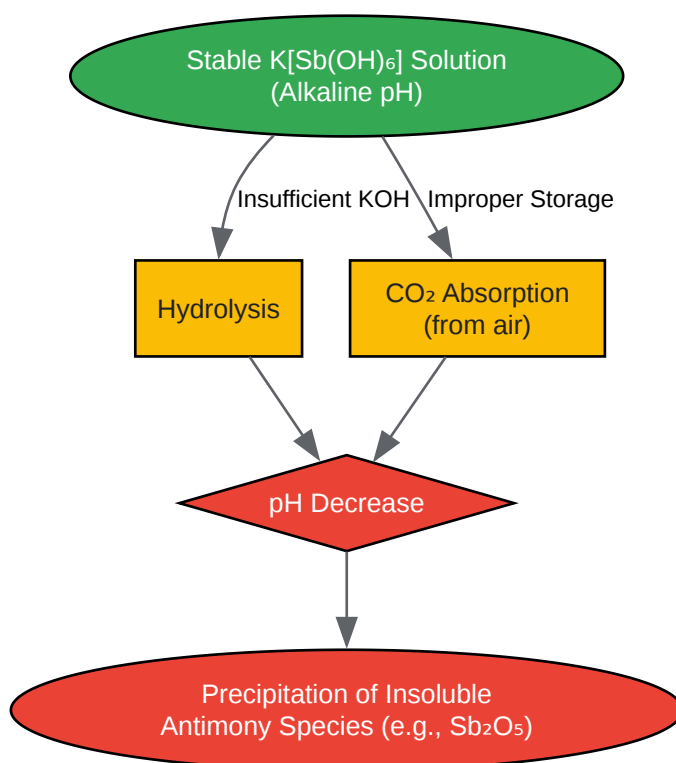 Stable K[Sb(OH)₆] Solution
(Alkaline pH)
Insufficient KOH
Improper Storage
Hydrolysis
CO₂ Absorption
(from air)
pH Decrease
Precipitation of Insoluble
Antimony Species (e.g., Sb₂O₅)